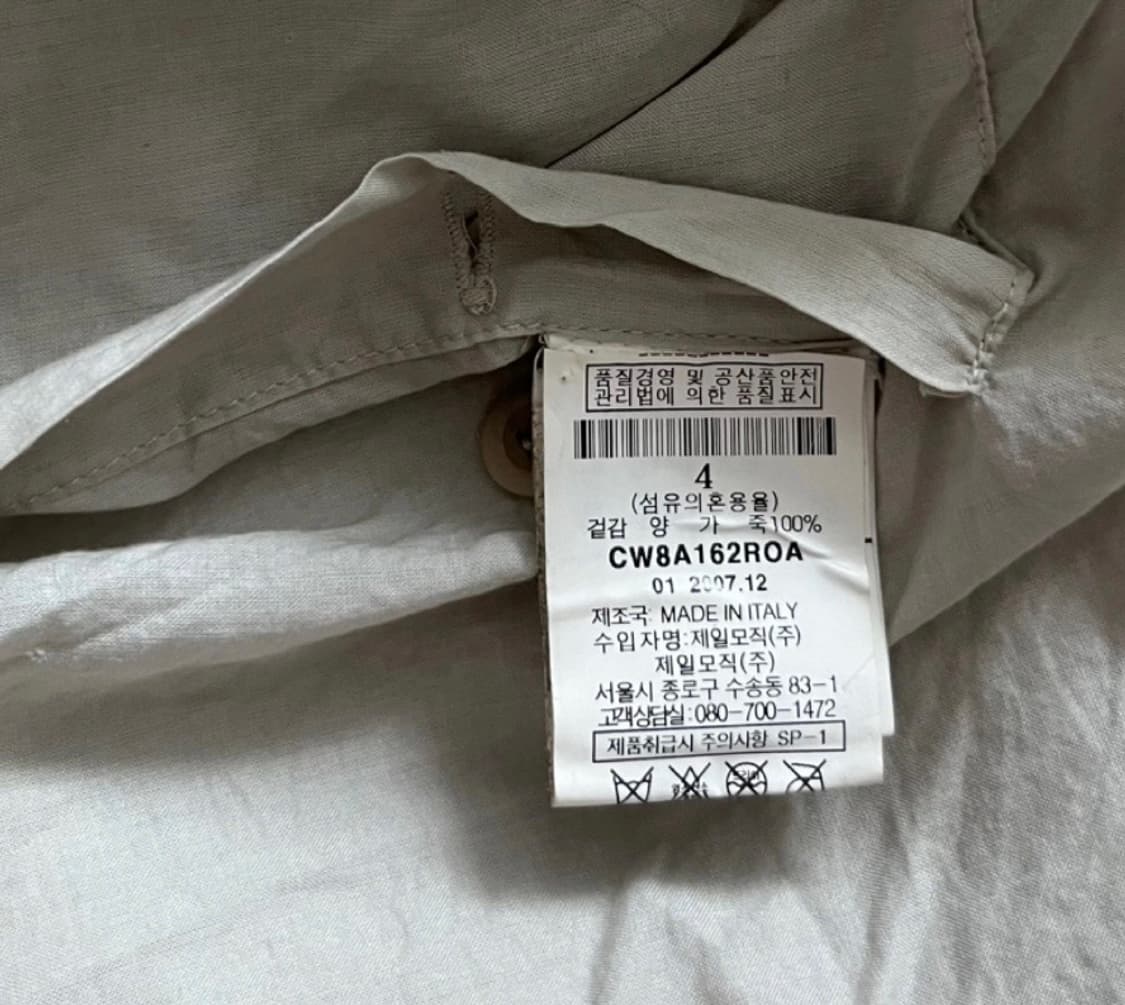 품질경영 및 공산품안전
관리법에 의한 품질표시
4
(섬유의혼용율)
겉감 양 가 죽100%
CW8A162ROA
01 2007.12
제조국: MADE IN ITALY
수입자명:제일모직(주)
제일모직(주)
서울시 종로구 수송동 83-1
고객상담실:080-700-1472
제품취급시 주의사항 SP-1